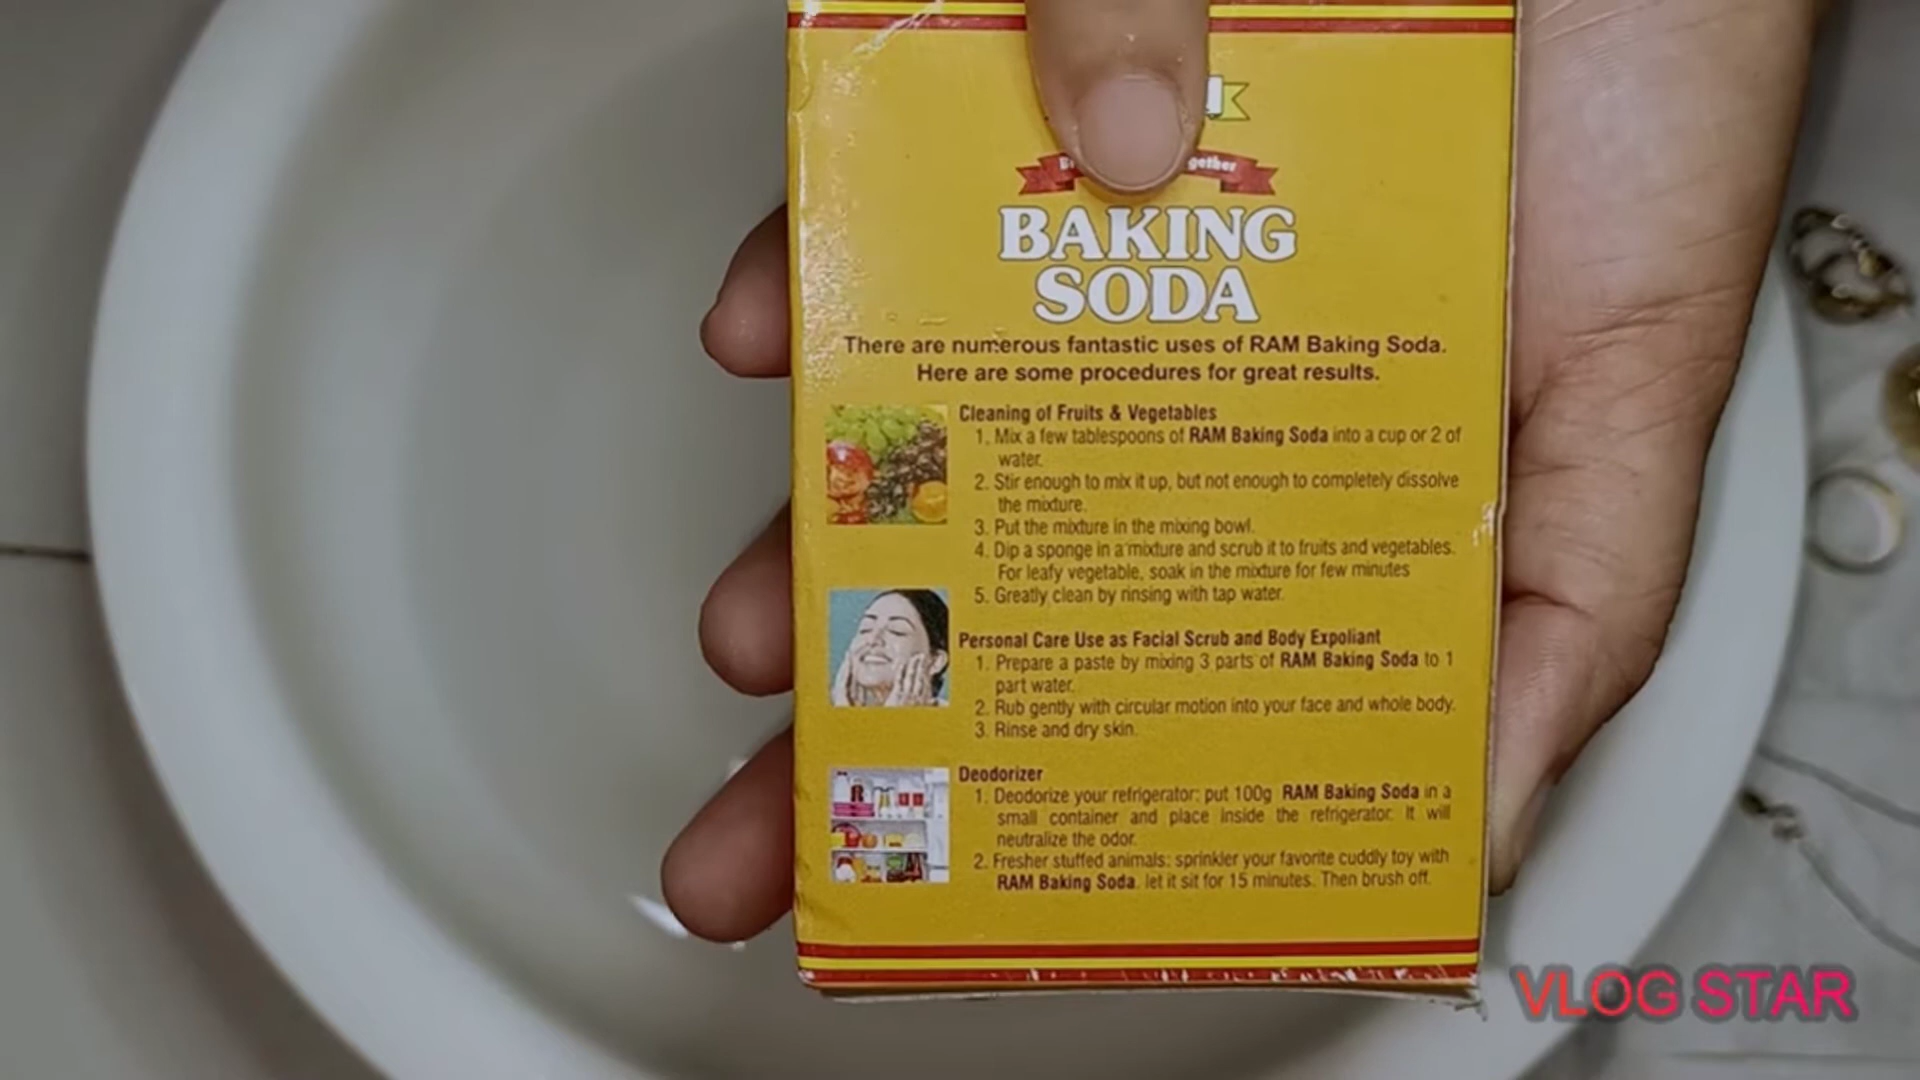 gether
BAKING
SODA
There are numerous fantastic uses of RAM Baking Soda.
Here are some procedures for great results.
Cleaning of Fruits & Vegetables
1. Mix a few tablespoons of RAM Baking Soda into a cup or 2 of
water.
2. Stir enough to mix it up, but not enough to completely dissolve
the mixture.
3. Put the mixture in the mixing bowl.
4. Dip a sponge in a mixture and scrub it to fruits and vegetables.
For leafy vegetable, soak in the mixture for few minutes
5. Greatly clean by rinsing with tap water.
Personal Care Use as Facial Scrub and Body Expoliant
1. Prepare a paste by mixing 3 parts of RAM Baking Soda to 1
part water.
2. Rub gently with circular motion into your face and whole body.
3. Rinse and dry skin.
Deodorizer
1. Deodorize your refrigerator: put 100g RAM Baking Soda in a
small container and place inside the refrigerator. It will
neutralize the odor.
2. Fresher stuffed animals: sprinkler your favorite cuddly toy with
RAM Baking Soda. let it sit for 15 minutes. Then brush off.
VLOG STAR